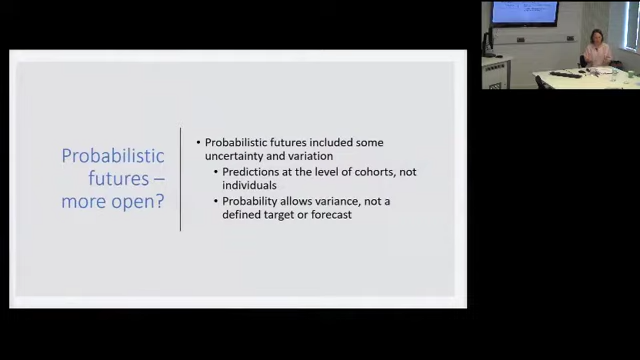 Probabilistic
futures –
more open?
• Probabilistic futures included some
uncertainty and variation
• Predictions at the level of cohorts, not
individuals
• Probability allows variance, not a
defined target or forecast